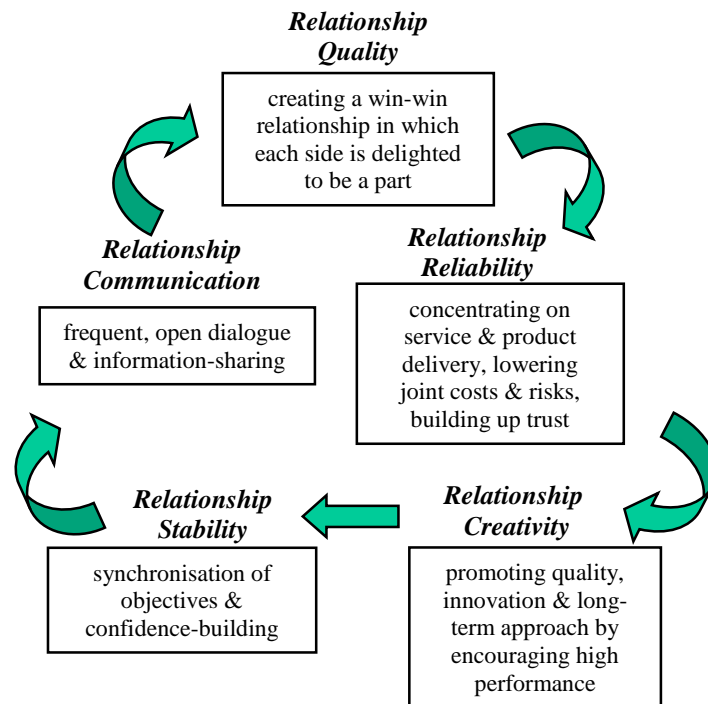 Relationship
Quality
creating a win-win
relationship in which
each side is delighted
to be a part
Relationship
Reliability
concentrating on
service & product
delivery, lowering
joint costs & risks,
building up trust
Relationship
Creativity
promoting quality,
innovation & long-
term approach by
encouraging high
performance
Relationship
Stability
synchronisation of
objectives &
confidence-building
Relationship
Communication
frequent, open dialogue
& information-sharing